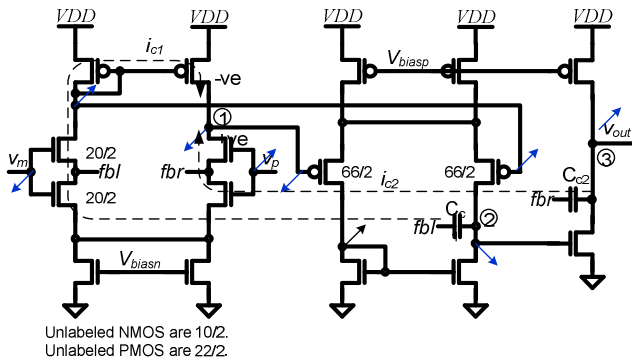 VDD VDD VDD VDD VDD
i_c1
-ve
V_biasp
①
v_out
v_m
20/2
fbl
fbr
+ve
v_p
66/2
66/2
③
20/2
i_c2
C_c2
fbr
C_c
②
fbl
V_biasn
Unlabeled NMOS are 10/2.
Unlabeled PMOS are 22/2.